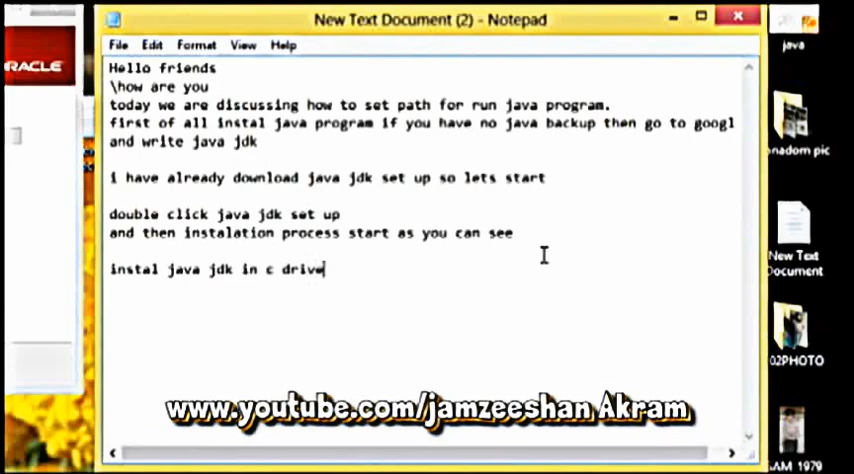 New Text Document (2) - Notepad
File Edit Format View Help
Hello friends
\how are you
today we are discussing how to set path for run java program.
first of all instal java program if you have no java backup then go to googl
and write java jdk
i have already download java jdk set up so lets start
double click java jdk set up
and then instalation process start as you can see
instal java jdk in c drive
www.youtube.com/jamzeeshan Akram
ORACLE
java
anadom pic
New Text
Document
02PHOTO
SAM_1979